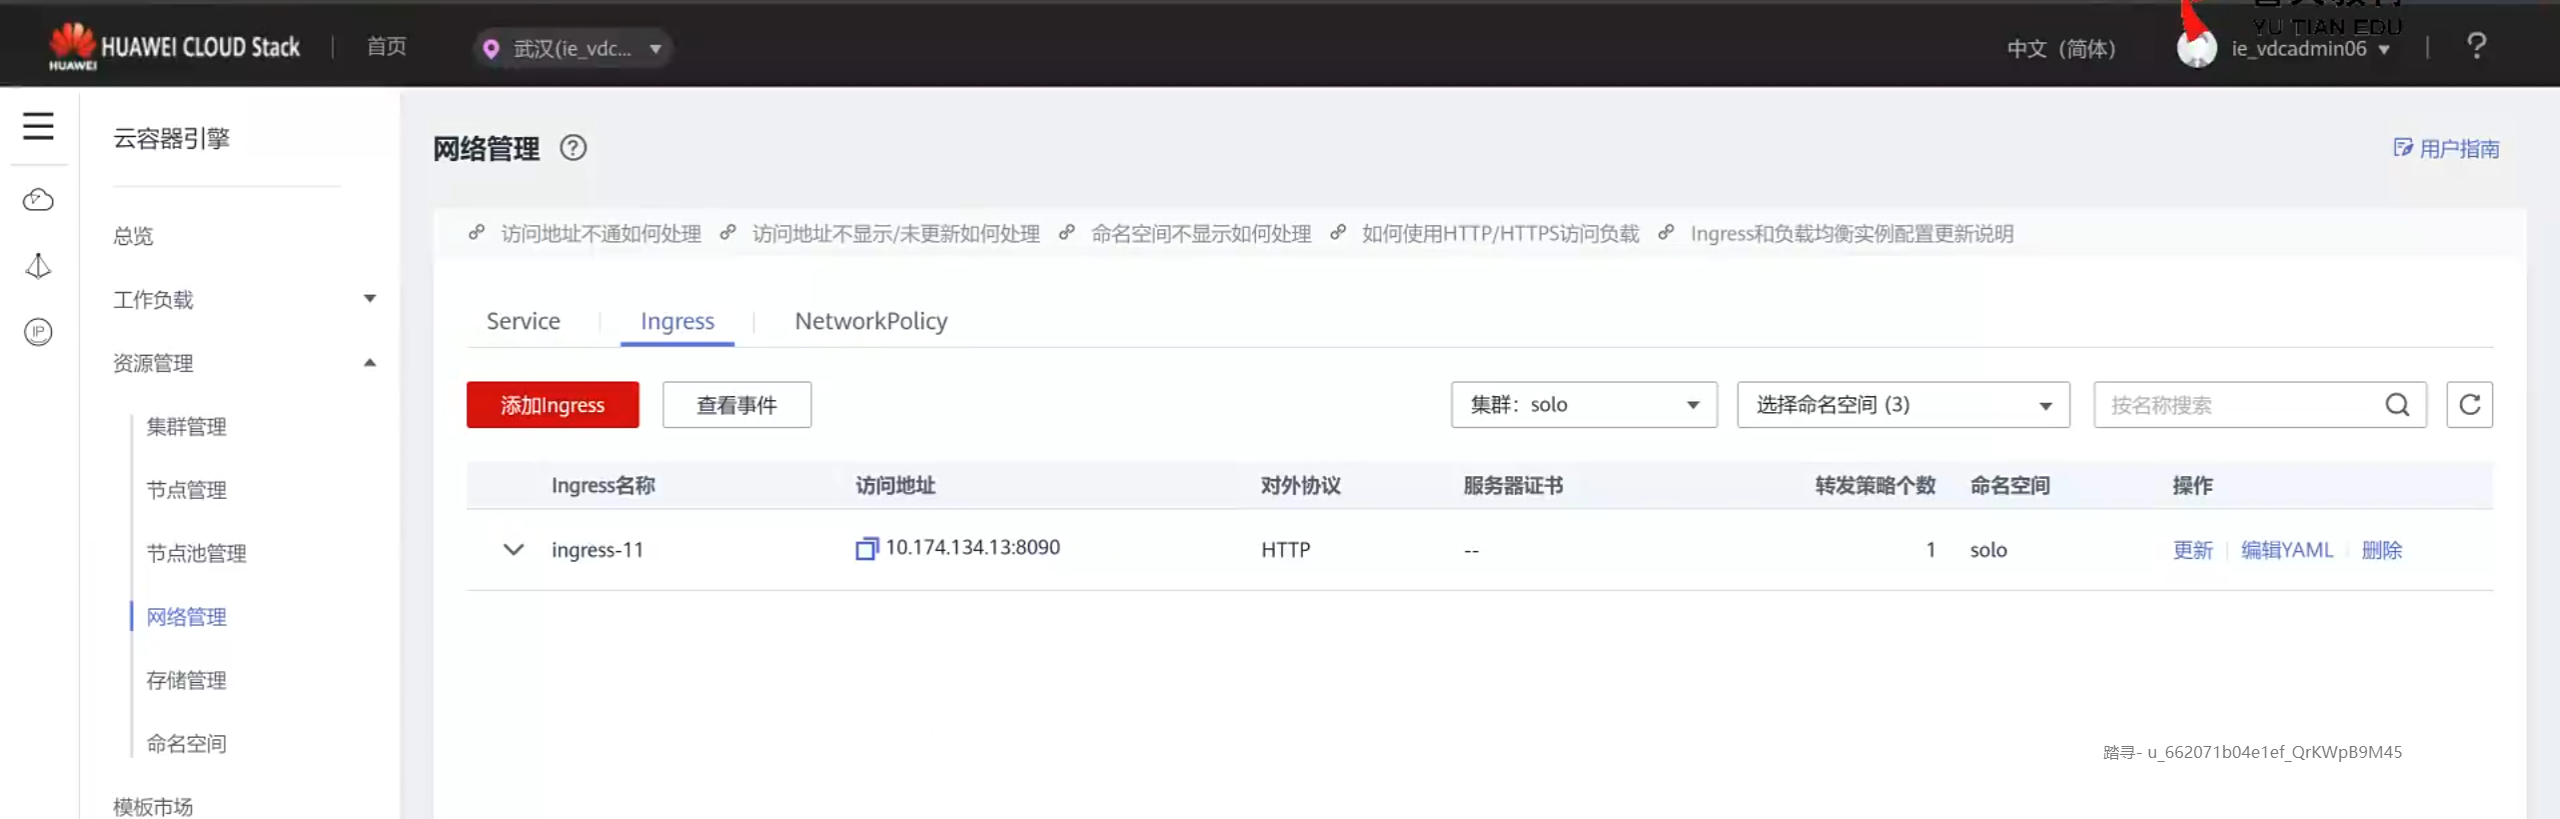 YU TIAN EDU
HUAWEI
HUAWEI CLOUD Stack
首页
武汉(ie_vdc...
中文（简体）
ie_vdcadmin06
?
云容器引擎
网络管理 ?
用户指南
总览
工作负载
资源管理
集群管理
节点管理
节点池管理
网络管理
存储管理
命名空间
模板市场
IP
访问地址不通如何处理 访问地址不显示/未更新如何处理 命名空间不显示如何处理 如何使用HTTP/HTTPS访问负载 Ingress和负载均衡实例配置更新说明
Service Ingress NetworkPolicy
添加Ingress 查看事件 集群：solo 选择命名空间 (3) 按名称搜索
Ingress名称 访问地址 对外协议 服务器证书 转发策略个数 命名空间 操作
ingress-11 10.174.134.13:8090 HTTP -- 1 solo 更新 编辑YAML 删除
踏寻- u_662071b04e1ef_QrKWpB9M45